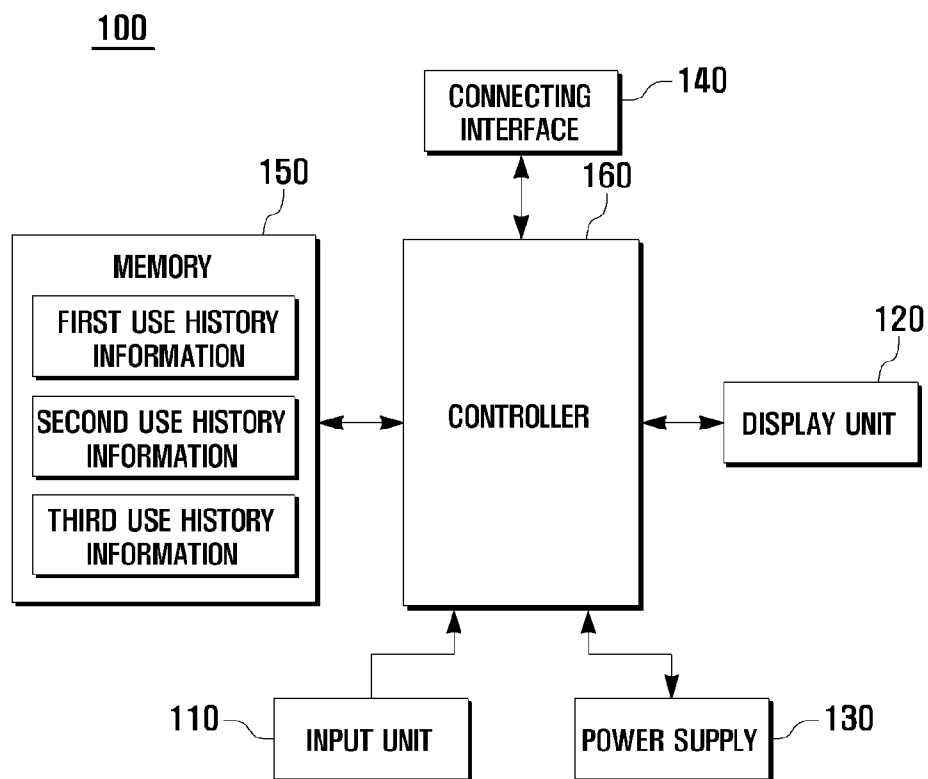 100
CONNECTING
INTERFACE
140
150
160
MEMORY
FIRST USE HISTORY
INFORMATION
SECOND USE HISTORY
INFORMATION
THIRD USE HISTORY
INFORMATION
CONTROLLER
120
DISPLAY UNIT
110
INPUT UNIT
POWER SUPPLY
130